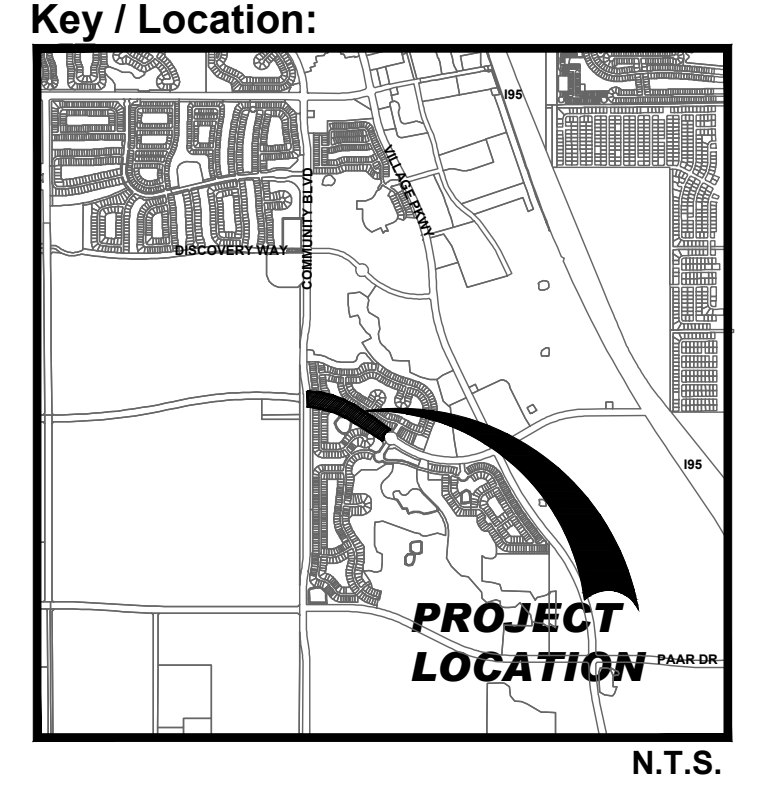 Key / Location:
I95
VILLAGE PKWY
COMMUNITY BLVD
DISCOVERY WAY
I95
PROJECT
LOCATION
PAAR DR
N.T.S.